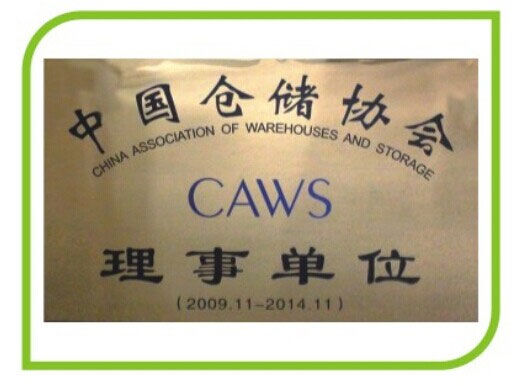 中国仓储协会
CHINA ASSOCIATION OF WAREHOUSES AND STORAGE
CAWS
理事单位
(2009.11-2014.11)